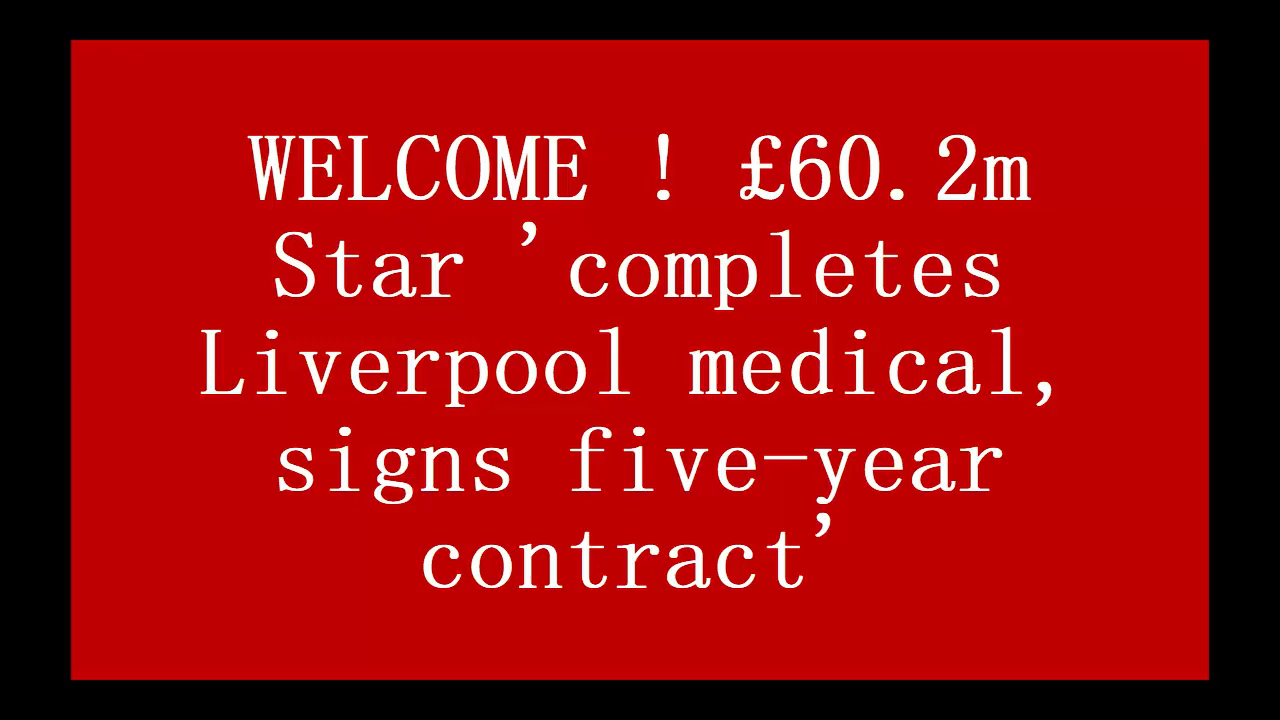 WELCOME ! £60.2m
Star ’completes
Liverpool medical,
signs five-year
contract’